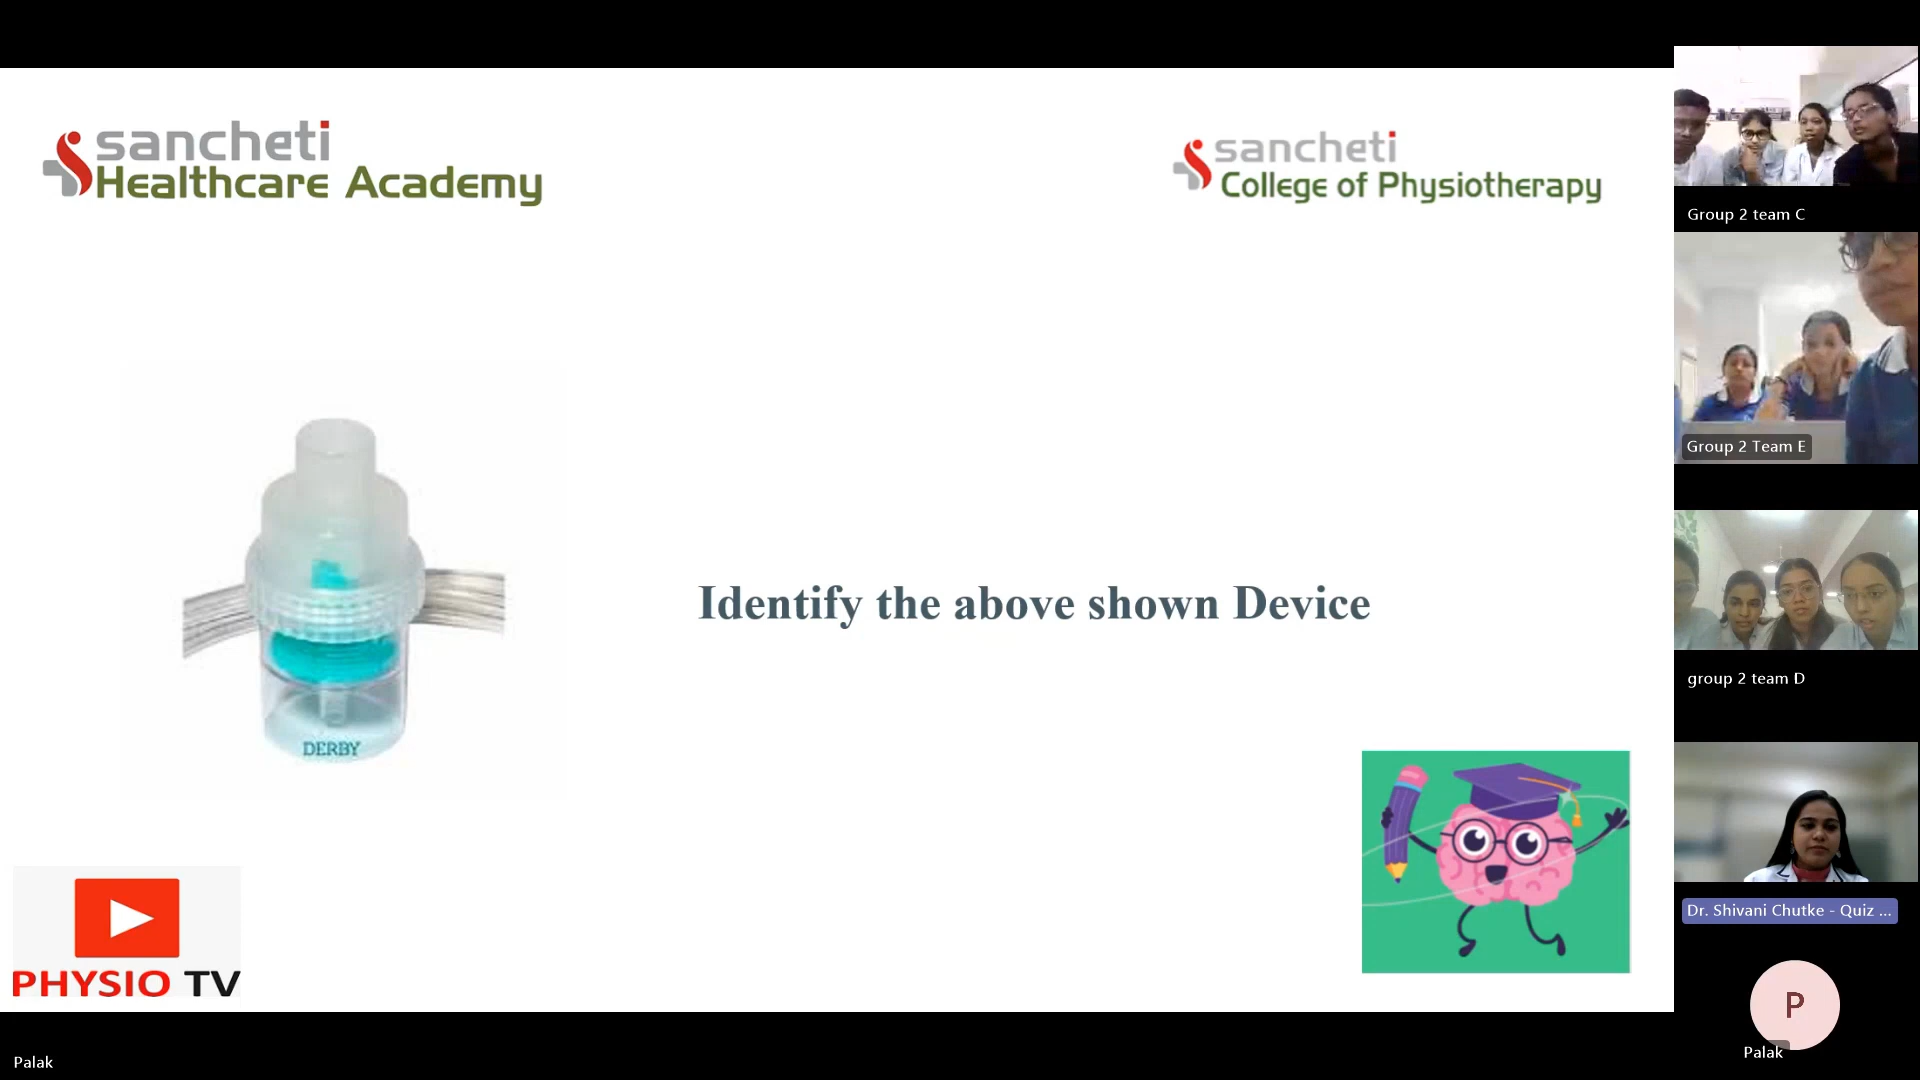 sancheti
Healthcare Academy
sancheti
College of Physiotherapy
Identify the above shown Device
DERBY
PHYSIO TV
Group 2 team C
Group 2 Team E
group 2 team D
Dr. Shivani Chutke - Quiz ...
P
Palak
Palak